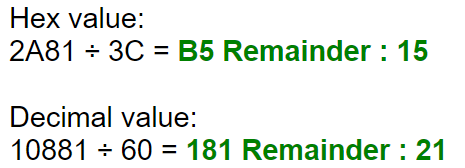 Hex value:
2A81 ÷ 3C = B5 Remainder : 15
Decimal value:
10881 ÷ 60 = 181 Remainder : 21